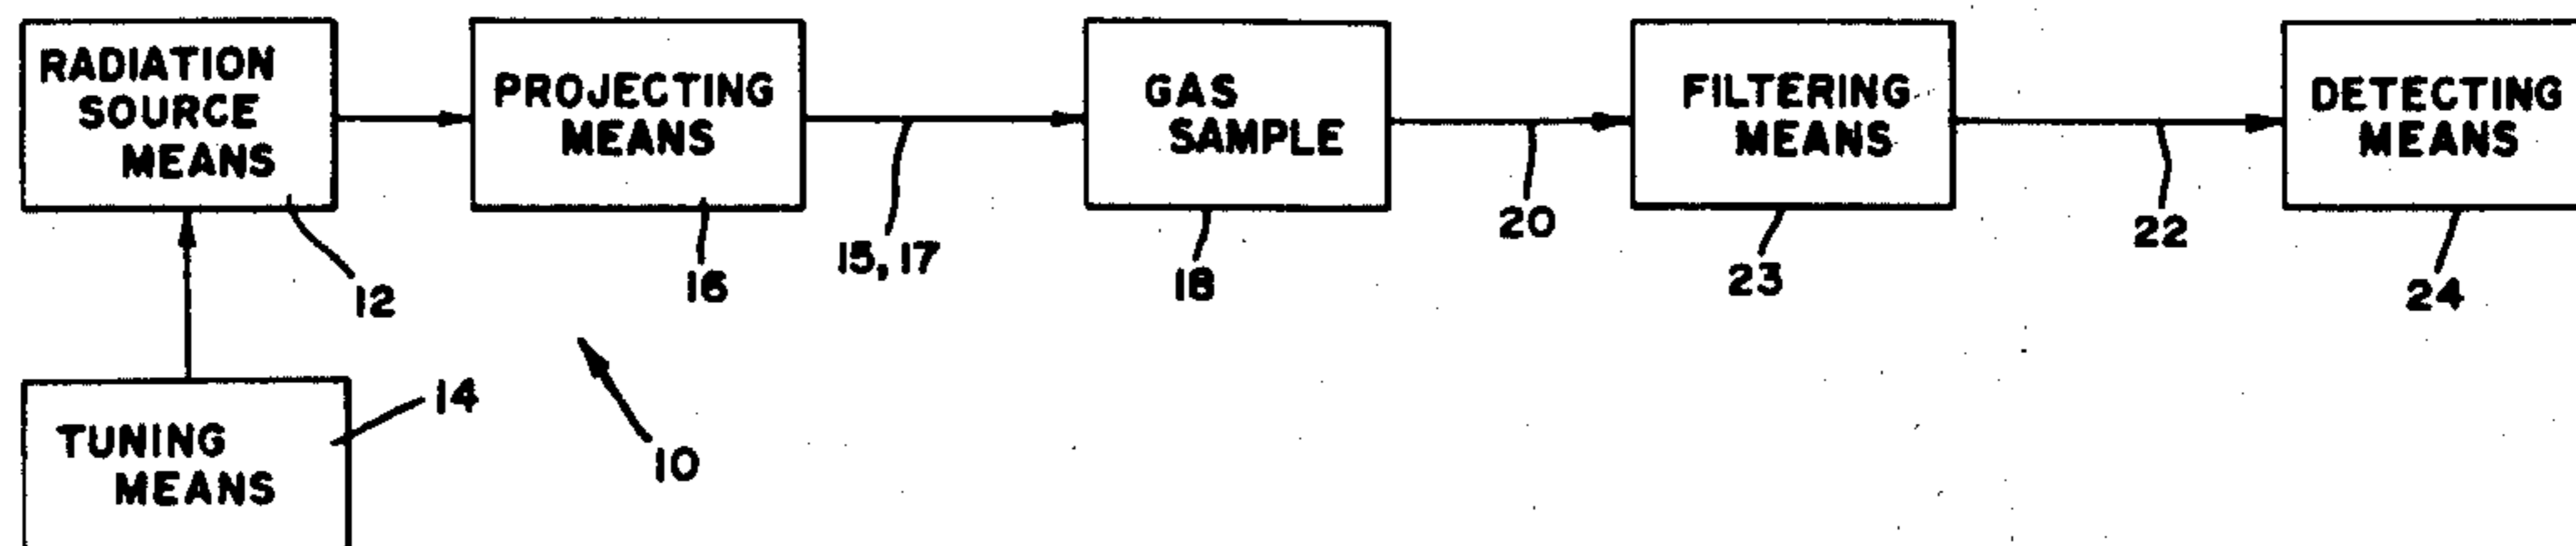 RADIATION
SOURCE
MEANS
PROJECTING
MEANS
GAS
SAMPLE
FILTERING
MEANS
DETECTING
MEANS
12
16
15, 17
18
20
23
22
24
TUNING
MEANS
14
10